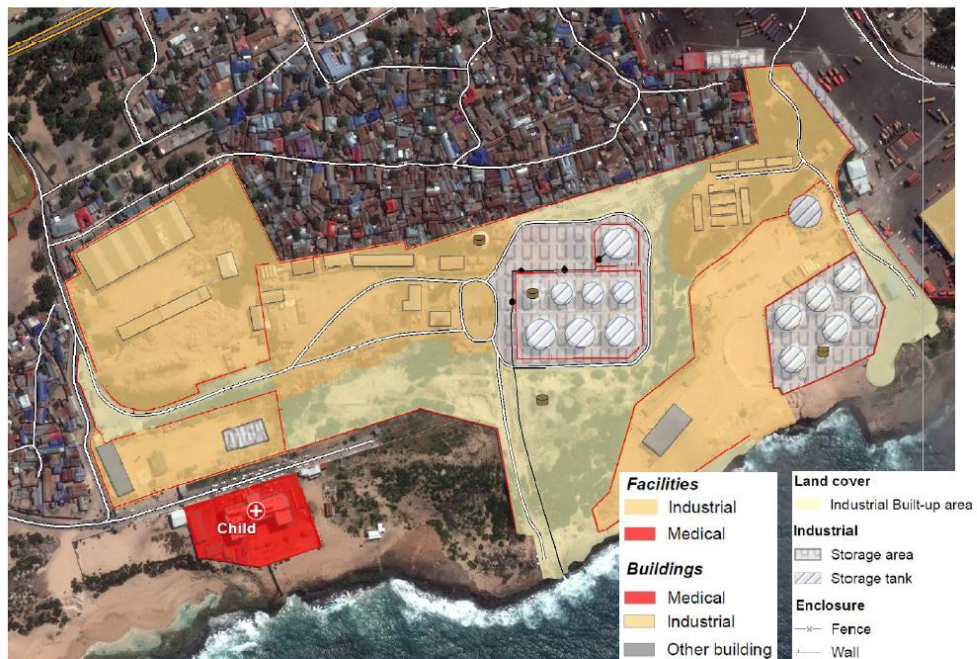 Child
Facilities
Industrial
Medical
Buildings
Medical
Industrial
Other building
Land cover
Industrial Built-up area
Industrial
Storage area
Storage tank
Enclosure
Fence
Wall